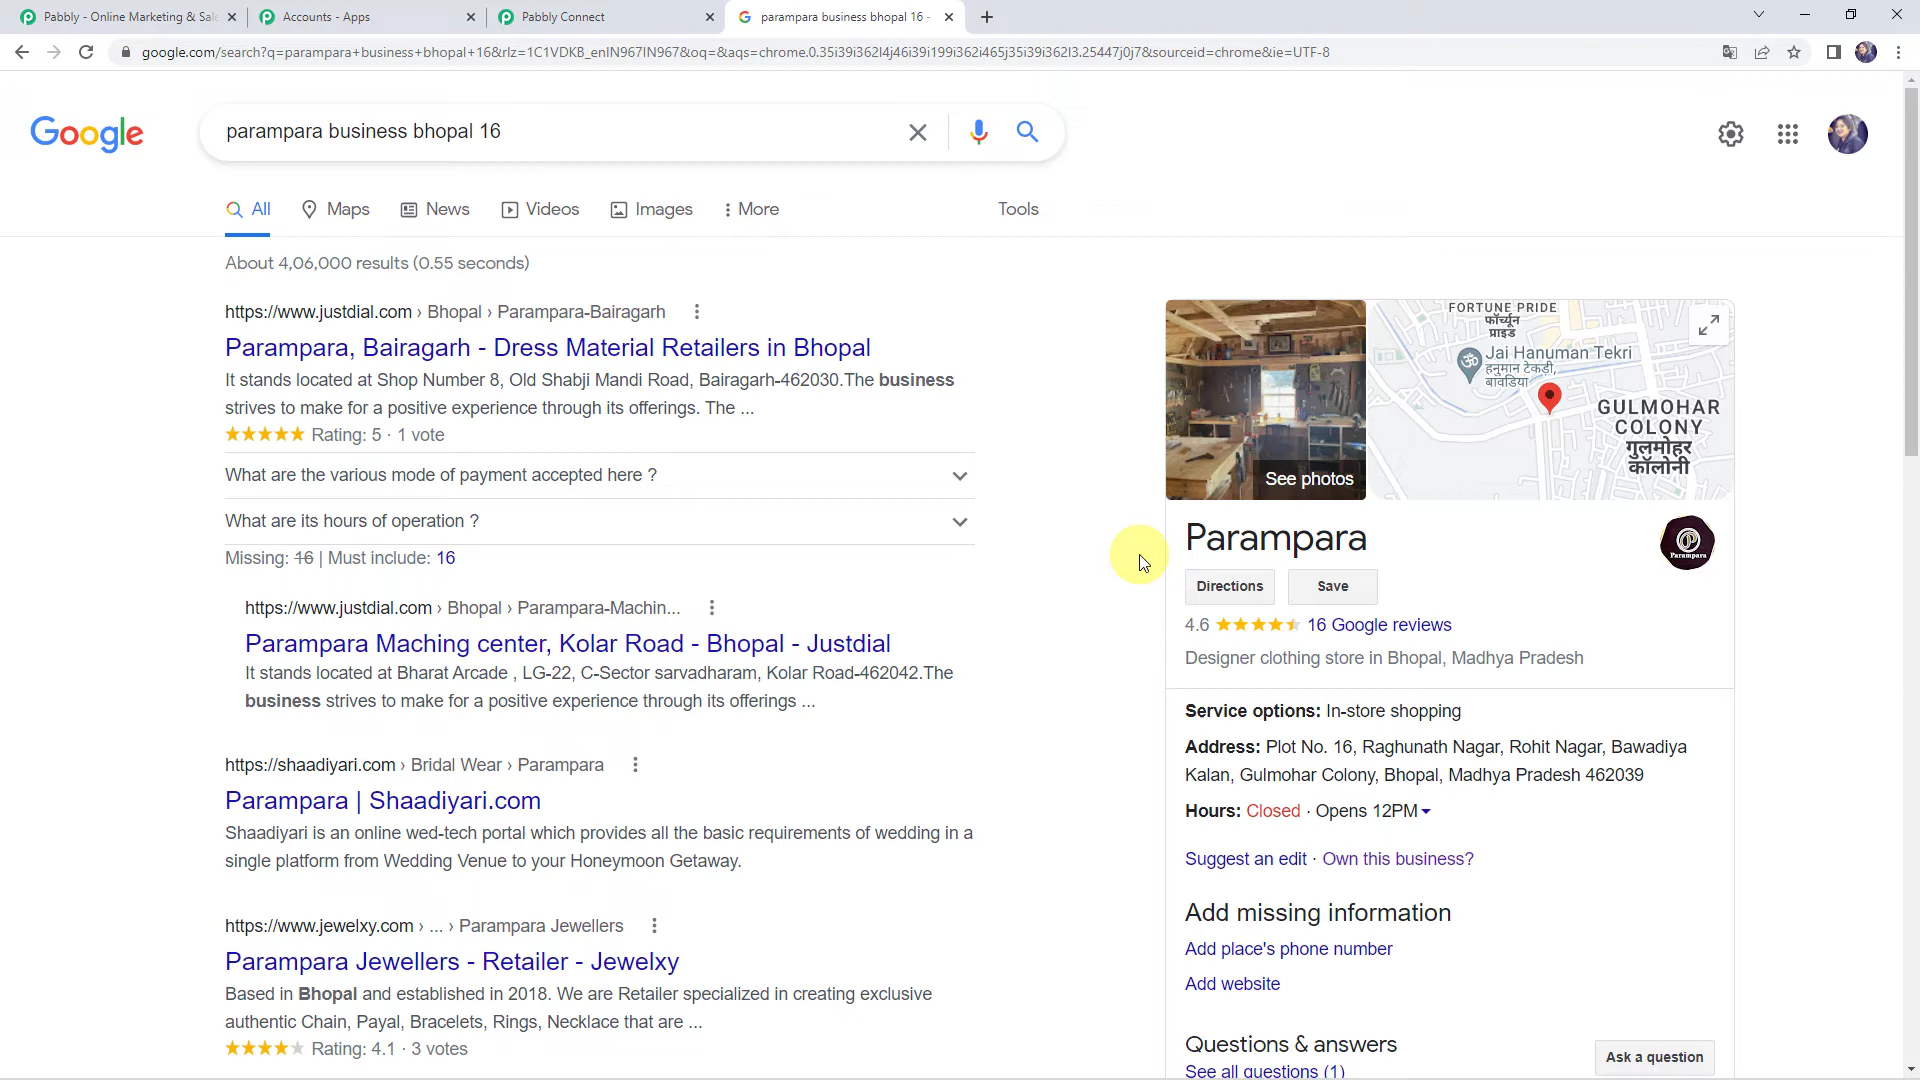 Pabbly - Online Marketing & Sal
Accounts - Apps
Pabbly Connect
parampara business bhopal 16 -
google.com/search?q=parampara+business+bhopal+16&rlz=1C1VDKB_enIN967IN967&oq=&aqs=chrome.0.35i39i362l4j46i39i199i362i465j35i39i362l3.25447j0j7&sourceid=chrome&ie=UTF-8
Google
parampara business bhopal 16
All
Maps
News
Videos
Images
More
Tools
About 4,06,000 results (0.55 seconds)
https://www.justdial.com › Bhopal › Parampara-Bairagarh
Parampara, Bairagarh - Dress Material Retailers in Bhopal
It stands located at Shop Number 8, Old Shabji Mandi Road, Bairagarh-462030.The business
strives to make for a positive experience through its offerings. The ...
Rating: 5 · 1 vote
What are the various mode of payment accepted here ?
What are its hours of operation ?
Missing: 16 | Must include: 16
https://www.justdial.com › Bhopal › Parampara-Machin...
Parampara Maching center, Kolar Road - Bhopal - Justdial
It stands located at Bharat Arcade , LG-22, C-Sector sarvadharam, Kolar Road-462042.The
business strives to make for a positive experience through its offerings ...
https://shaadiyari.com › Bridal Wear › Parampara
Parampara | Shaadiyari.com
Shaadiyari is an online wed-tech portal which provides all the basic requirements of wedding in a
single platform from Wedding Venue to your Honeymoon Getaway.
https://www.jewelxy.com › ... › Parampara Jewellers
Parampara Jewellers - Retailer - Jewelxy
Based in Bhopal and established in 2018. We are Retailer specialized in creating exclusive
authentic Chain, Payal, Bracelets, Rings, Necklace that are ...
Rating: 4.1 · 3 votes
See photos
FORTUNE PRIDE
फॉर्च्यून
प्राइड
Jai Hanuman Tekri
हनुमान टेकड़ी,
बावड़िया
GULMOHAR
COLONY
गुलमोहर
कॉलोनी
Parampara
Parampara
Directions
Save
4.6
16 Google reviews
Designer clothing store in Bhopal, Madhya Pradesh
Service options: In-store shopping
Address: Plot No. 16, Raghunath Nagar, Rohit Nagar, Bawadiya
Kalan, Gulmohar Colony, Bhopal, Madhya Pradesh 462039
Hours: Closed · Opens 12PM
Suggest an edit · Own this business?
Add missing information
Add place's phone number
Add website
Questions & answers
See all questions (1)
Ask a question